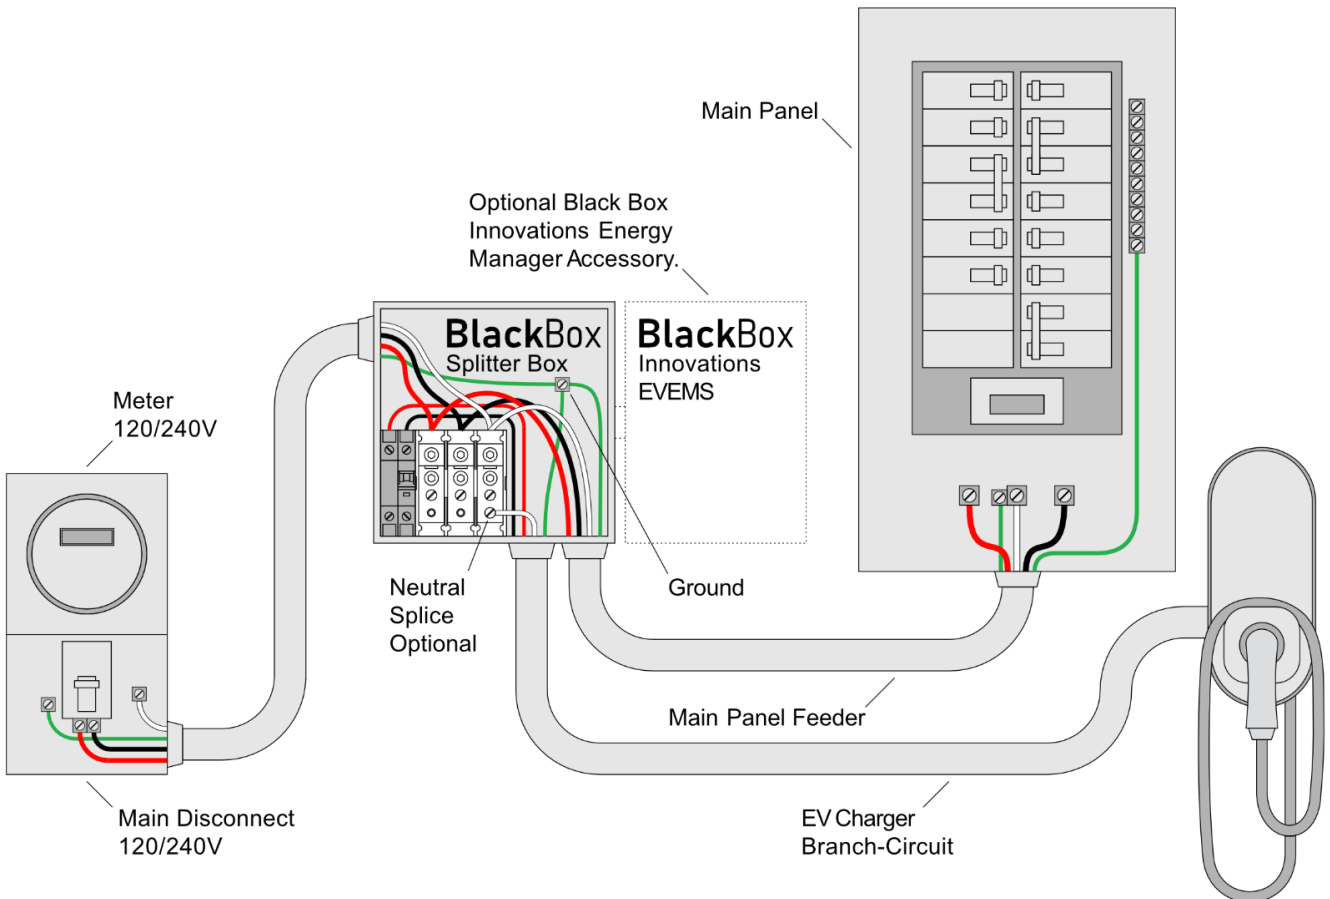 Main Panel
Optional Black Box
Innovations Energy
Manager Accessory.
BlackBox
Splitter Box
BlackBox
Innovations
EVEMS
Meter
120/240V
Neutral
Splice
Optional
Ground
Main Panel Feeder
Main Disconnect
120/240V
EV Charger
Branch-Circuit